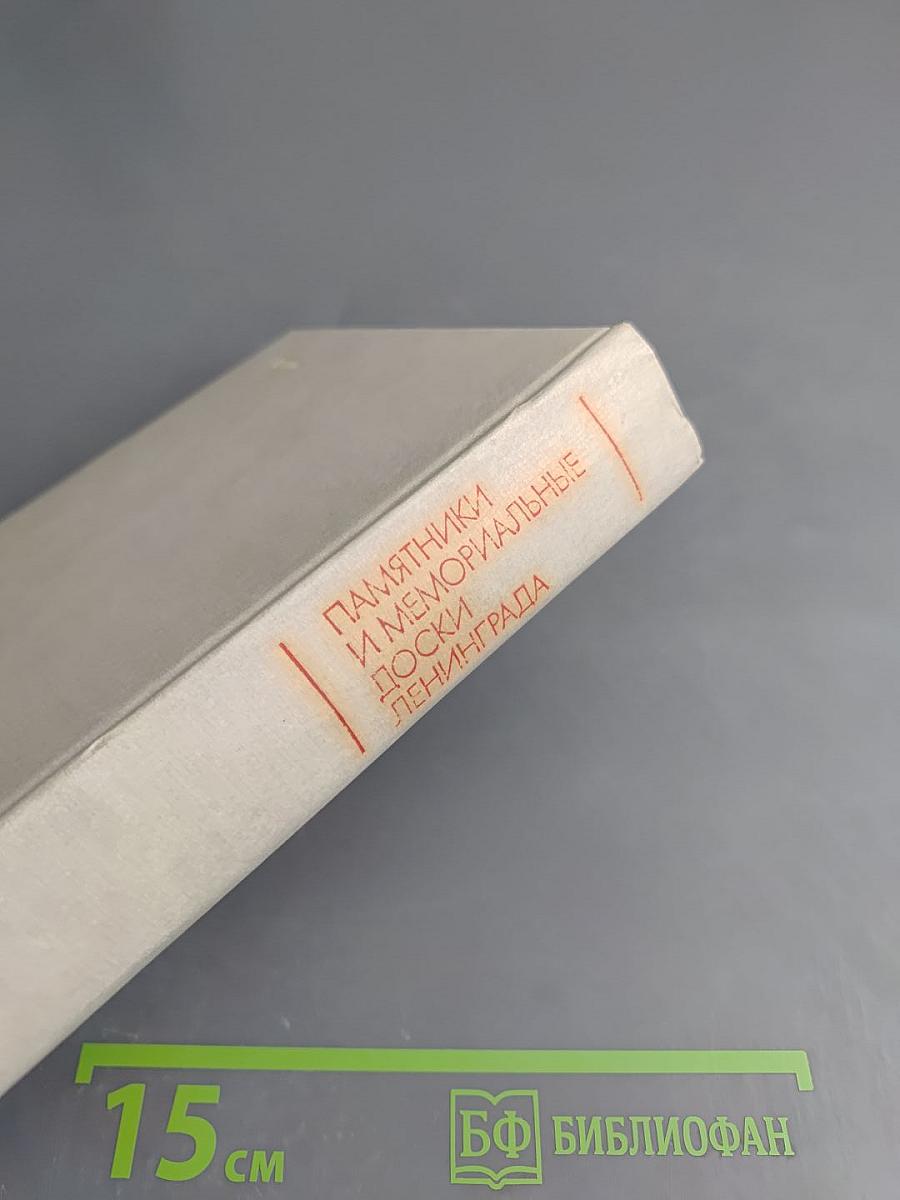 ПАМЯТНИКИ
И МЕМОРИАЛЬНЫЕ
ДОСКИ
ЛЕНИНГРАДА
15 см
БФ БИБЛИОФАН